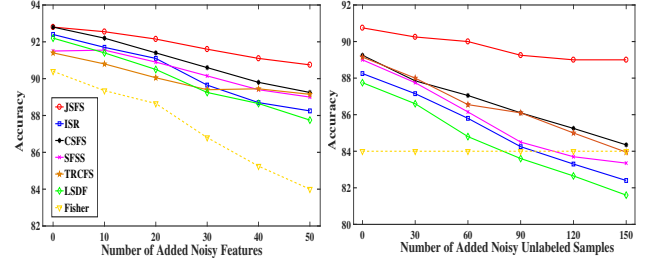 94
92
90
88
86
84
82
Accuracy
JSFS
ISR
CSFS
SFSS
TRCFS
LSDF
Fisher
0 10 20 30 40 50
Number of Added Noisy Features
92
90
88
86
84
82
80
Accuracy
0 30 60 90 120 150
Number of Added Noisy Unlabeled Samples